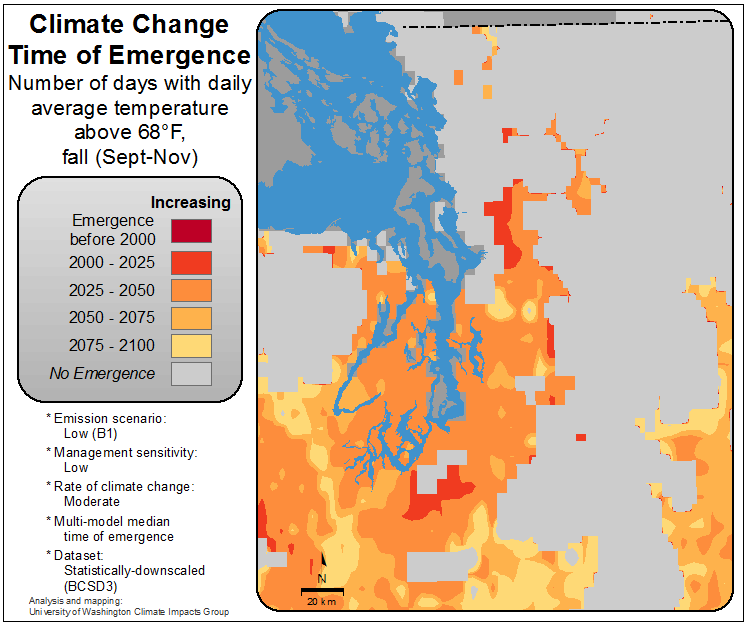 Climate Change
Time of Emergence
Number of days with daily
average temperature
above 68°F,
fall (Sept-Nov)
Increasing
Emergence
before 2000
2000 - 2025
2025 - 2050
2050 - 2075
2075 - 2100
No Emergence
* Emission scenario:
Low (B1)
* Management sensitivity:
Low
* Rate of climate change:
Moderate
* Multi-model median
time of emergence
* Dataset:
Statistically-downscaled
(BCSD3)
Analysis and mapping:
University of Washington Climate Impacts Group
N
20 km